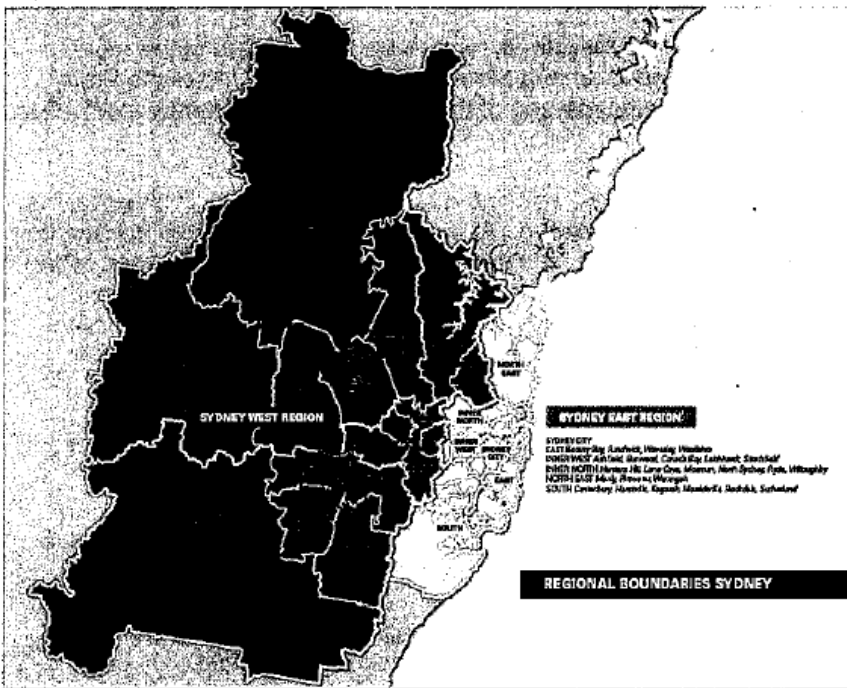 NORTH
EAST
SYDNEY WEST REGION
INNER
NORTH
INNER
WEST
SYDNEY
CITY
EAST
SOUTH
SYDNEY EAST REGION
SYDNEY CITY
EAST Botany Bay, Randwick, Waverley, Woollahra
INNER WEST Ashfield, Burwood, Canada Bay, Leichhardt, Strathfield
INNER NORTH Hunters Hill, Lane Cove, Mosman, North Sydney, Ryde, Willoughby
NORTH EAST Manly, Pittwater, Warringah
SOUTH Canterbury, Hurstville, Kogarah, Marrickville, Rockdale, Sutherland
REGIONAL BOUNDARIES SYDNEY